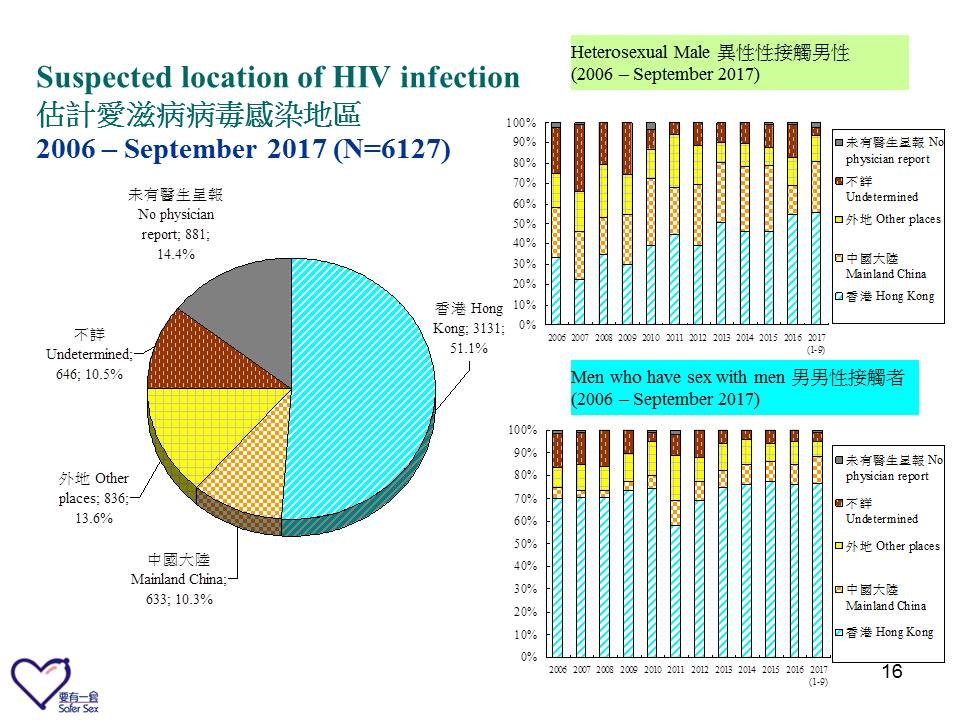 Suspected location of HIV infection
估計愛滋病病毒感染地區
2006 – September 2017 (N=6127)
未有醫生呈報
No physician
report; 881;
14.4%
香港 Hong
Kong; 3131;
51.1%
不詳
Undetermined;
646; 10.5%
外地 Other
places; 836;
13.6%
中國大陸
Mainland China;
633; 10.3%
Heterosexual Male 異性性接觸男性
(2006 – September 2017)
100%
90%
80%
70%
60%
50%
40%
30%
20%
10%
0%
2006 2007 2008 2009 2010 2011 2012 2013 2014 2015 2016 2017
(1-9)
未有醫生呈報 No
physician report
不詳
Undetermined
外地 Other places
中國大陸
Mainland China
香港 Hong Kong
Men who have sex with men 男男性接觸者
(2006 – September 2017)
100%
90%
80%
70%
60%
50%
40%
30%
20%
10%
0%
2006 2007 2008 2009 2010 2011 2012 2013 2014 2015 2016 2017
(1-9)
未有醫生呈報 No
physician report
不詳
Undetermined
外地 Other places
中國大陸
Mainland China
香港 Hong Kong
要有一套
Safer Sex
16